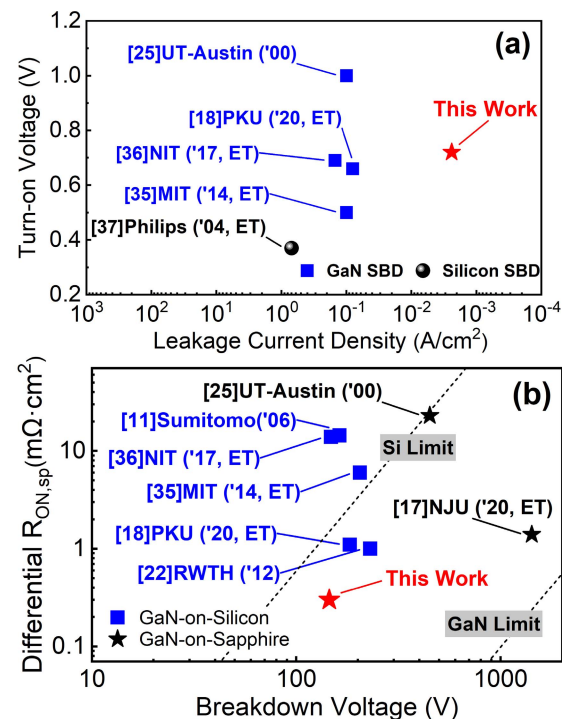 (a)
[25]UT-Austin ('00)
[18]PKU ('20, ET)
This Work
[36]NIT ('17, ET)
[35]MIT ('14, ET)
[37]Philips ('04, ET)
GaN SBD
Silicon SBD
Turn-on Voltage (V)
1.2
1.0
0.8
0.6
0.4
0.2
10³ 10² 10¹ 10⁰ 10⁻¹ 10⁻² 10⁻³ 10⁻⁴
Leakage Current Density (A/cm²)
(b)
[25]UT-Austin ('00)
[11]Sumitomo('06)
Si Limit
[36]NIT ('17, ET)
[35]MIT ('14, ET)
[17]NJU ('20, ET)
[18]PKU ('20, ET)
[22]RWTH ('12)
This Work
GaN-on-Silicon
GaN-on-Sapphire
GaN Limit
Differential R_ON,sp(mΩ·cm²)
10
1
0.1
10 100 1000
Breakdown Voltage (V)